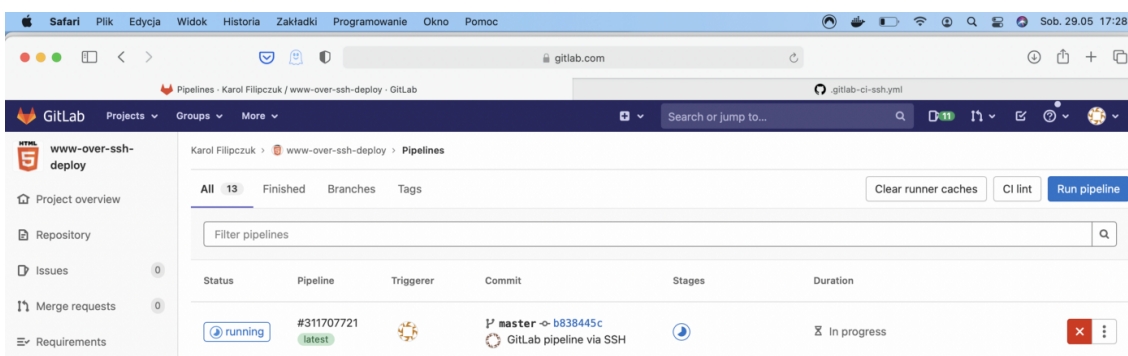 Safari Plik Edycja Widok Historia Zakładki Programowanie Okno Pomoc Sob. 29.05 17:28
gitlab.com
Pipelines · Karol Filipczuk / www-over-ssh-deploy · GitLab .gitlab-ci-ssh.yml
GitLab Projects Groups More Search or jump to... 11
HTML 5 www-over-ssh-deploy
Karol Filipczuk > www-over-ssh-deploy > Pipelines
All 13 Finished Branches Tags Clear runner caches CI lint Run pipeline
Project overview
Filter pipelines
Repository
Issues 0
Status Pipeline Triggerer Commit Stages Duration
Merge requests 0
running #311707721 master b838445c In progress
latest GitLab pipeline via SSH
Requirements